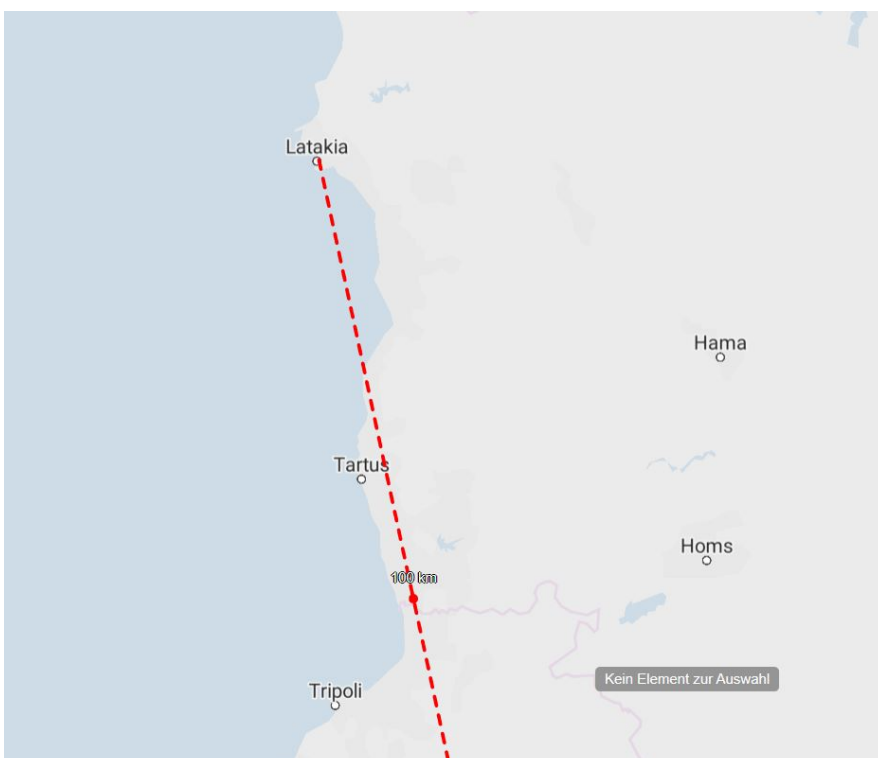 Latakia
Hama
Tartus
Homs
100 km
Kein Element zur Auswahl
Tripoli